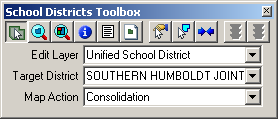 School Districts Toolbox
Edit Layer Unified School District
Target District SOUTHERN HUMBOLDT JOINT
Map Action Consolidation